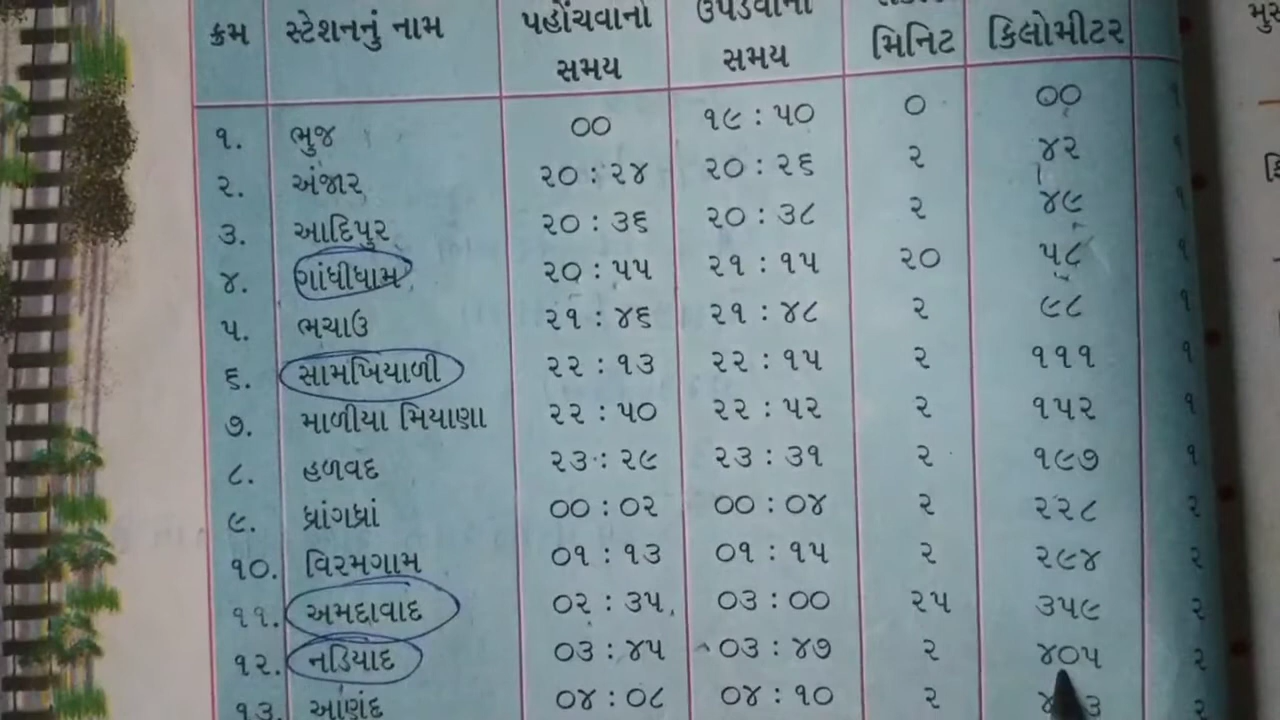 ક્રમ સ્ટેશનનું નામ પહોંચવાનો સમય ઉપડવાનો સમય મિનિટ કિલોમીટર
૧. ભુજ ૦૦ ૧૯ : ૫૦ ૦ ૦૦
૨. અંજાર ૨૦ : ૨૪ ૨૦ : ૨૬ ૨ ૪૨
૩. આદિપુર ૨૦ : ૩૬ ૨૦ : ૩૮ ૨ ૪૯
૪. ગાંધીધામ ૨૦ : ૫૫ ૨૧ : ૧૫ ૨૦ ૫૮
૫. ભચાઉ ૨૧ : ૪૬ ૨૧ : ૪૮ ૨ ૯૮
૬. સામખિયાળી ૨૨ : ૧૩ ૨૨ : ૧૫ ૨ ૧૧૧
૭. માળીયા મિયાણા ૨૨ : ૫૦ ૨૨ : ૫૨ ૨ ૧૫૨
૮. હળવદ ૨૩ : ૨૯ ૨૩ : ૩૧ ૨ ૧૯૭
૯. ધ્રાંગધ્રાં ૦૦ : ૦૨ ૦૦ : ૦૪ ૨ ૨૨૮
૧૦. વિરમગામ ૦૧ : ૧૩ ૦૧ : ૧૫ ૨ ૨૯૪
૧૧. અમદાવાદ ૦૨ : ૩૫ ૦૩ : ૦૦ ૨૫ ૩૫૯
૧૨. નડિયાદ ૦૩ : ૪૫ ૦૩ : ૪૭ ૨ ૪૦૫
૧૩. આણંદ ૦૪ : ૦૮ ૦૪ : ૧૦ ૨